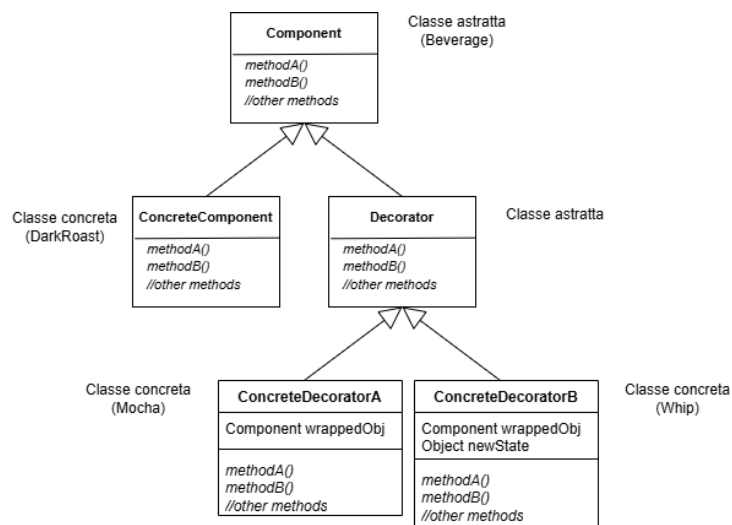 Component
methodA()
methodB()
//other methods
Classe astratta
(Beverage)
Classe concreta
(DarkRoast)
ConcreteComponent
methodA()
methodB()
//other methods
Decorator
methodA()
methodB()
//other methods
Classe astratta
Classe concreta
(Mocha)
ConcreteDecoratorA
Component wrappedObj
methodA()
methodB()
//other methods
ConcreteDecoratorB
Component wrappedObj
Object newState
methodA()
methodB()
//other methods
Classe concreta
(Whip)